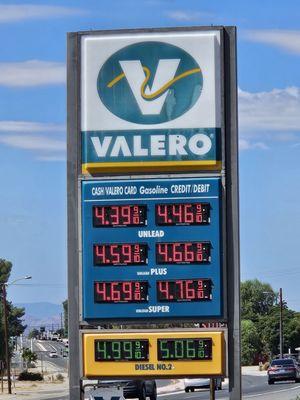 VALERO
CASH VALERO CARD Gasoline CREDIT/DEBIT
4.39 9/10 4.46 9/10
UNLEAD
4.59 9/10 4.66 9/10
UNLEAD PLUS
4.69 9/10 4.76 9/10
UNLEAD SUPER
4.99 9/10 5.06 9/10
DIESEL NO.2